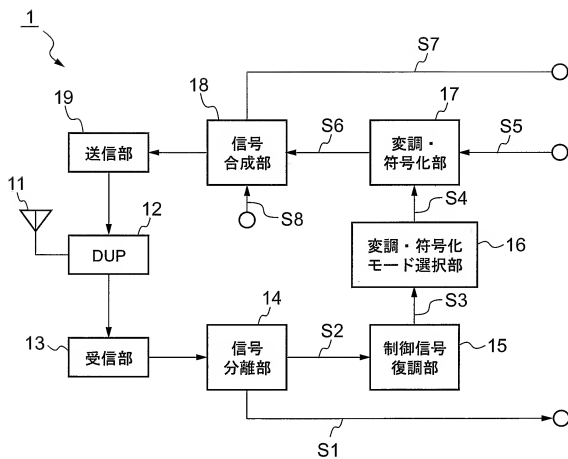 1
S7
18
19
17
信号
合成部
S6
変調・
符号化部
S5
送信部
11
12
S8
S4
DUP
変調・符号化
モード選択部
16
14
S3
13
受信部
信号
分離部
S2
制御信号
復調部
15
S1